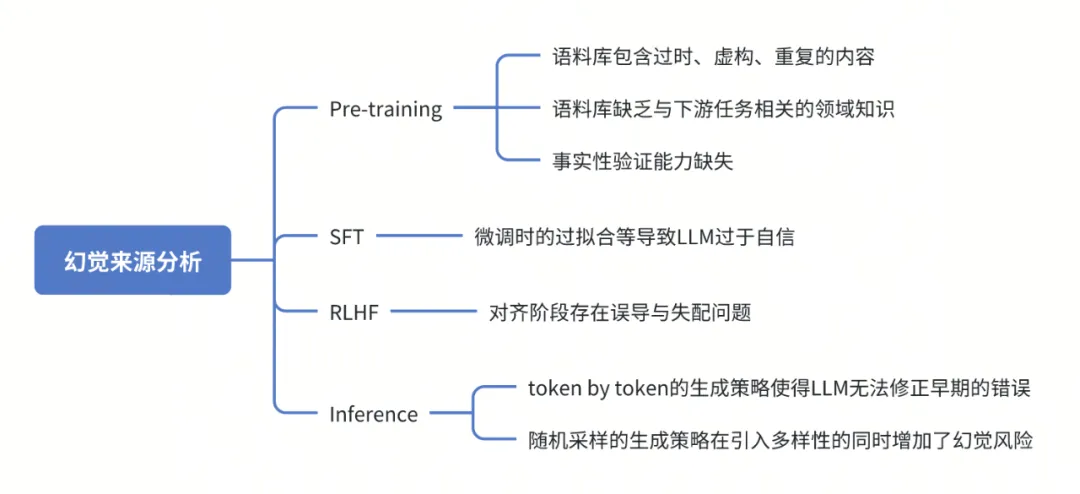 幻觉来源分析
Pre-training
语料库包含过时、虚构、重复的内容
语料库缺乏与下游任务相关的领域知识
事实性验证能力缺失
SFT
微调时的过拟合等导致LLM过于自信
RLHF
对齐阶段存在误导与失配问题
Inference
token by token的生成策略使得LLM无法修正早期的错误
随机采样的生成策略在引入多样性的同时增加了幻觉风险